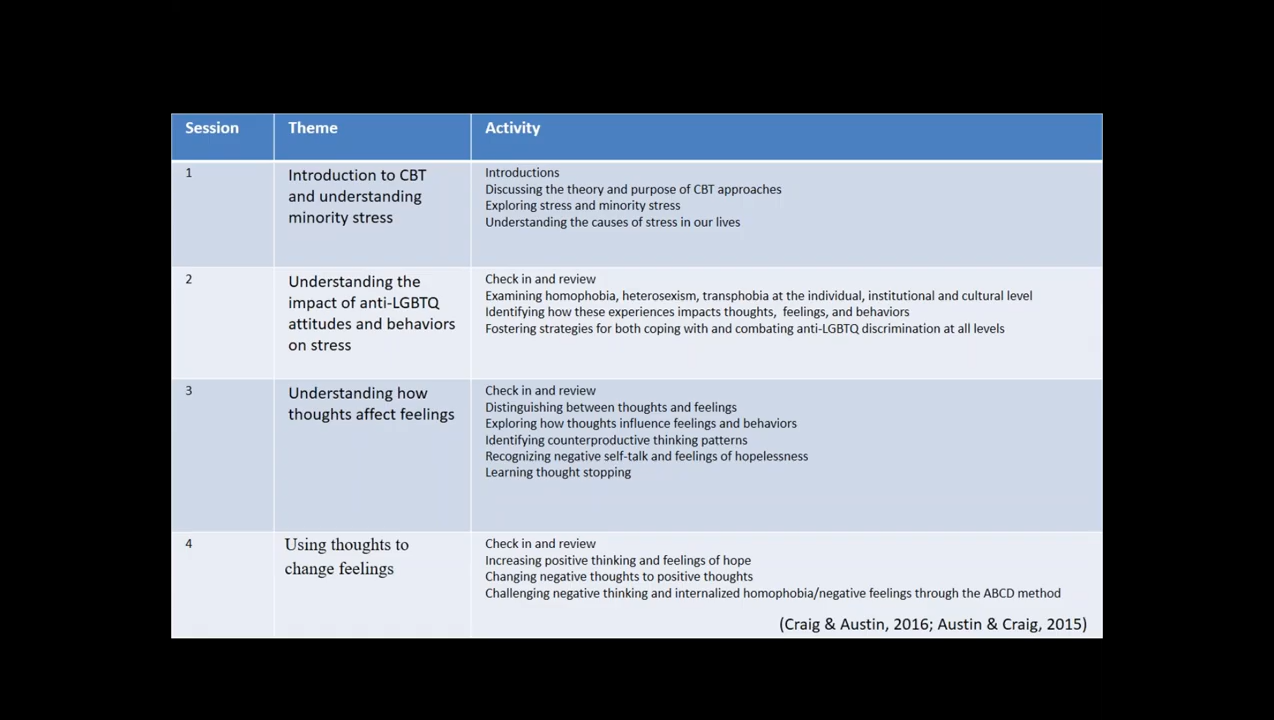 Session Theme Activity
1
Introduction to CBT
and understanding
minority stress
Introductions
Discussing the theory and purpose of CBT approaches
Exploring stress and minority stress
Understanding the causes of stress in our lives
2
Understanding the
impact of anti-LGBTQ
attitudes and behaviors
on stress
Check in and review
Examining homophobia, heterosexism, transphobia at the individual, institutional and cultural level
Identifying how these experiences impacts thoughts, feelings, and behaviors
Fostering strategies for both coping with and combating anti-LGBTQ discrimination at all levels
3
Understanding how
thoughts affect feelings
Check in and review
Distinguishing between thoughts and feelings
Exploring how thoughts influence feelings and behaviors
Identifying counterproductive thinking patterns
Recognizing negative self-talk and feelings of hopelessness
Learning thought stopping
4
Using thoughts to
change feelings
Check in and review
Increasing positive thinking and feelings of hope
Changing negative thoughts to positive thoughts
Challenging negative thinking and internalized homophobia/negative feelings through the ABCD method
(Craig & Austin, 2016; Austin & Craig, 2015)